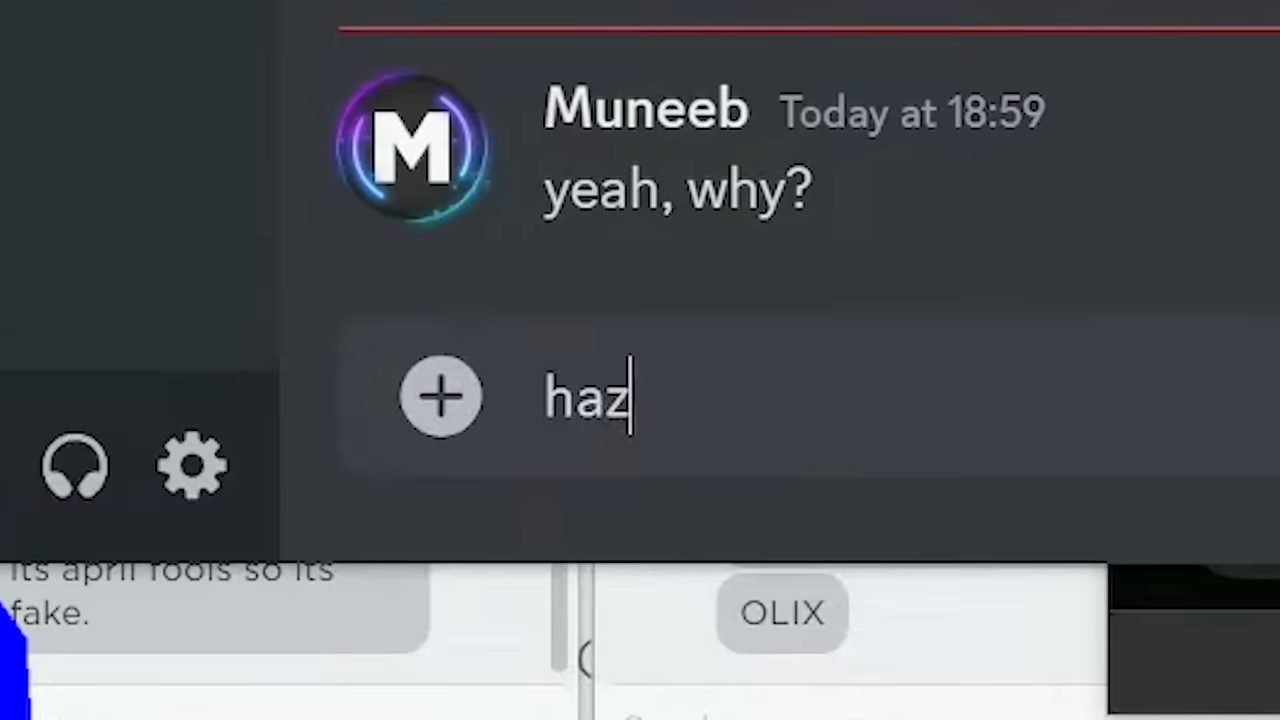 M
Muneeb Today at 18:59
yeah, why?
haz
its april fools so its
fake.
OLIX